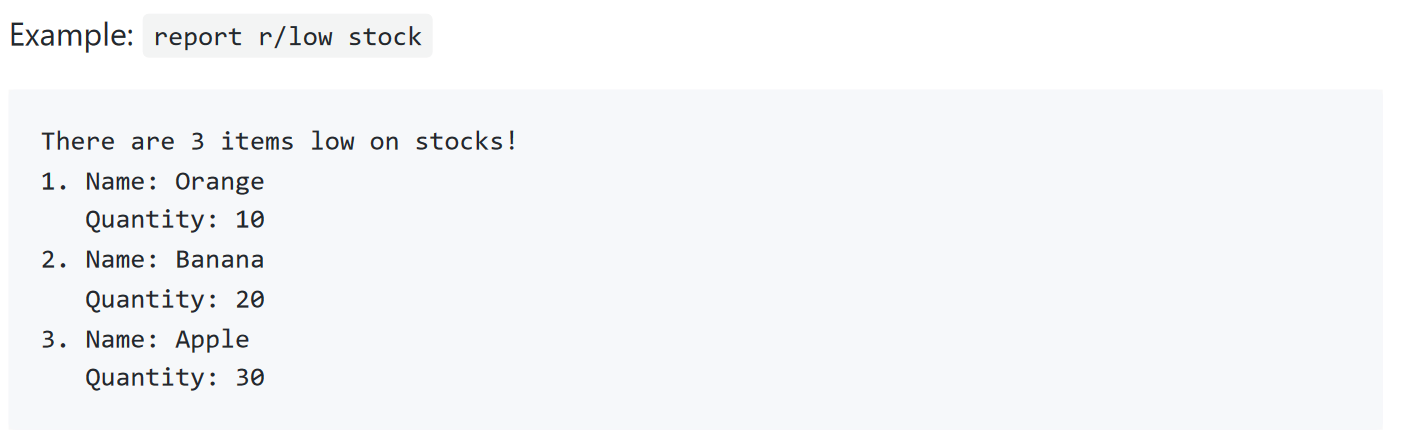 Example: report r/low stock
There are 3 items low on stocks!
1. Name: Orange
   Quantity: 10
2. Name: Banana
   Quantity: 20
3. Name: Apple
   Quantity: 30